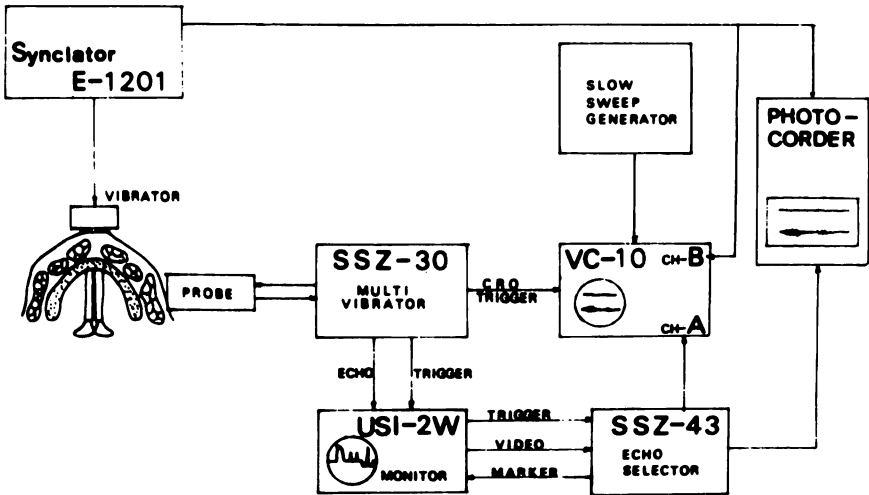 Synclator
E-1201
SLOW
SWEEP
GENERATOR
PHOTO-
CORDER
VIBRATOR
PROBE
SSZ-30
MULTI
VIBRATOR
CRO
TRIGGER
VC-10
CH-B
CH-A
ECHO
TRIGGER
USI-2W
MONITOR
TRIGGER
VIDEO
MARKER
SSZ-43
ECHO
SELECTOR